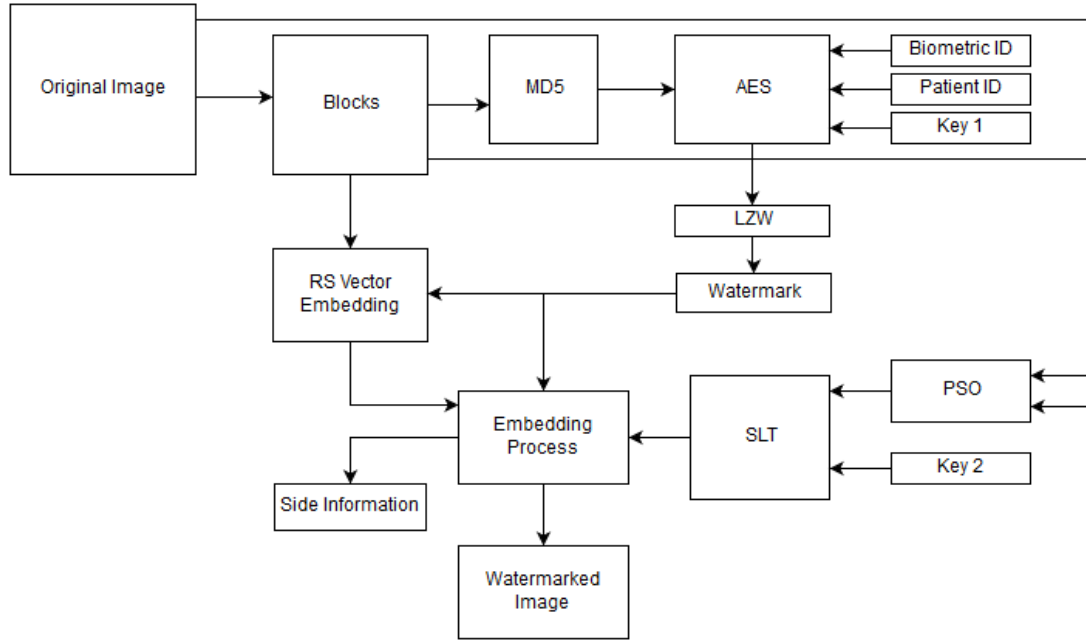 Original Image
Blocks
MD5
AES
Biometric ID
Patient ID
Key 1
LZW
RS Vector
Embedding
Watermark
Embedding
Process
SLT
PSO
Key 2
Side Information
Watermarked
Image